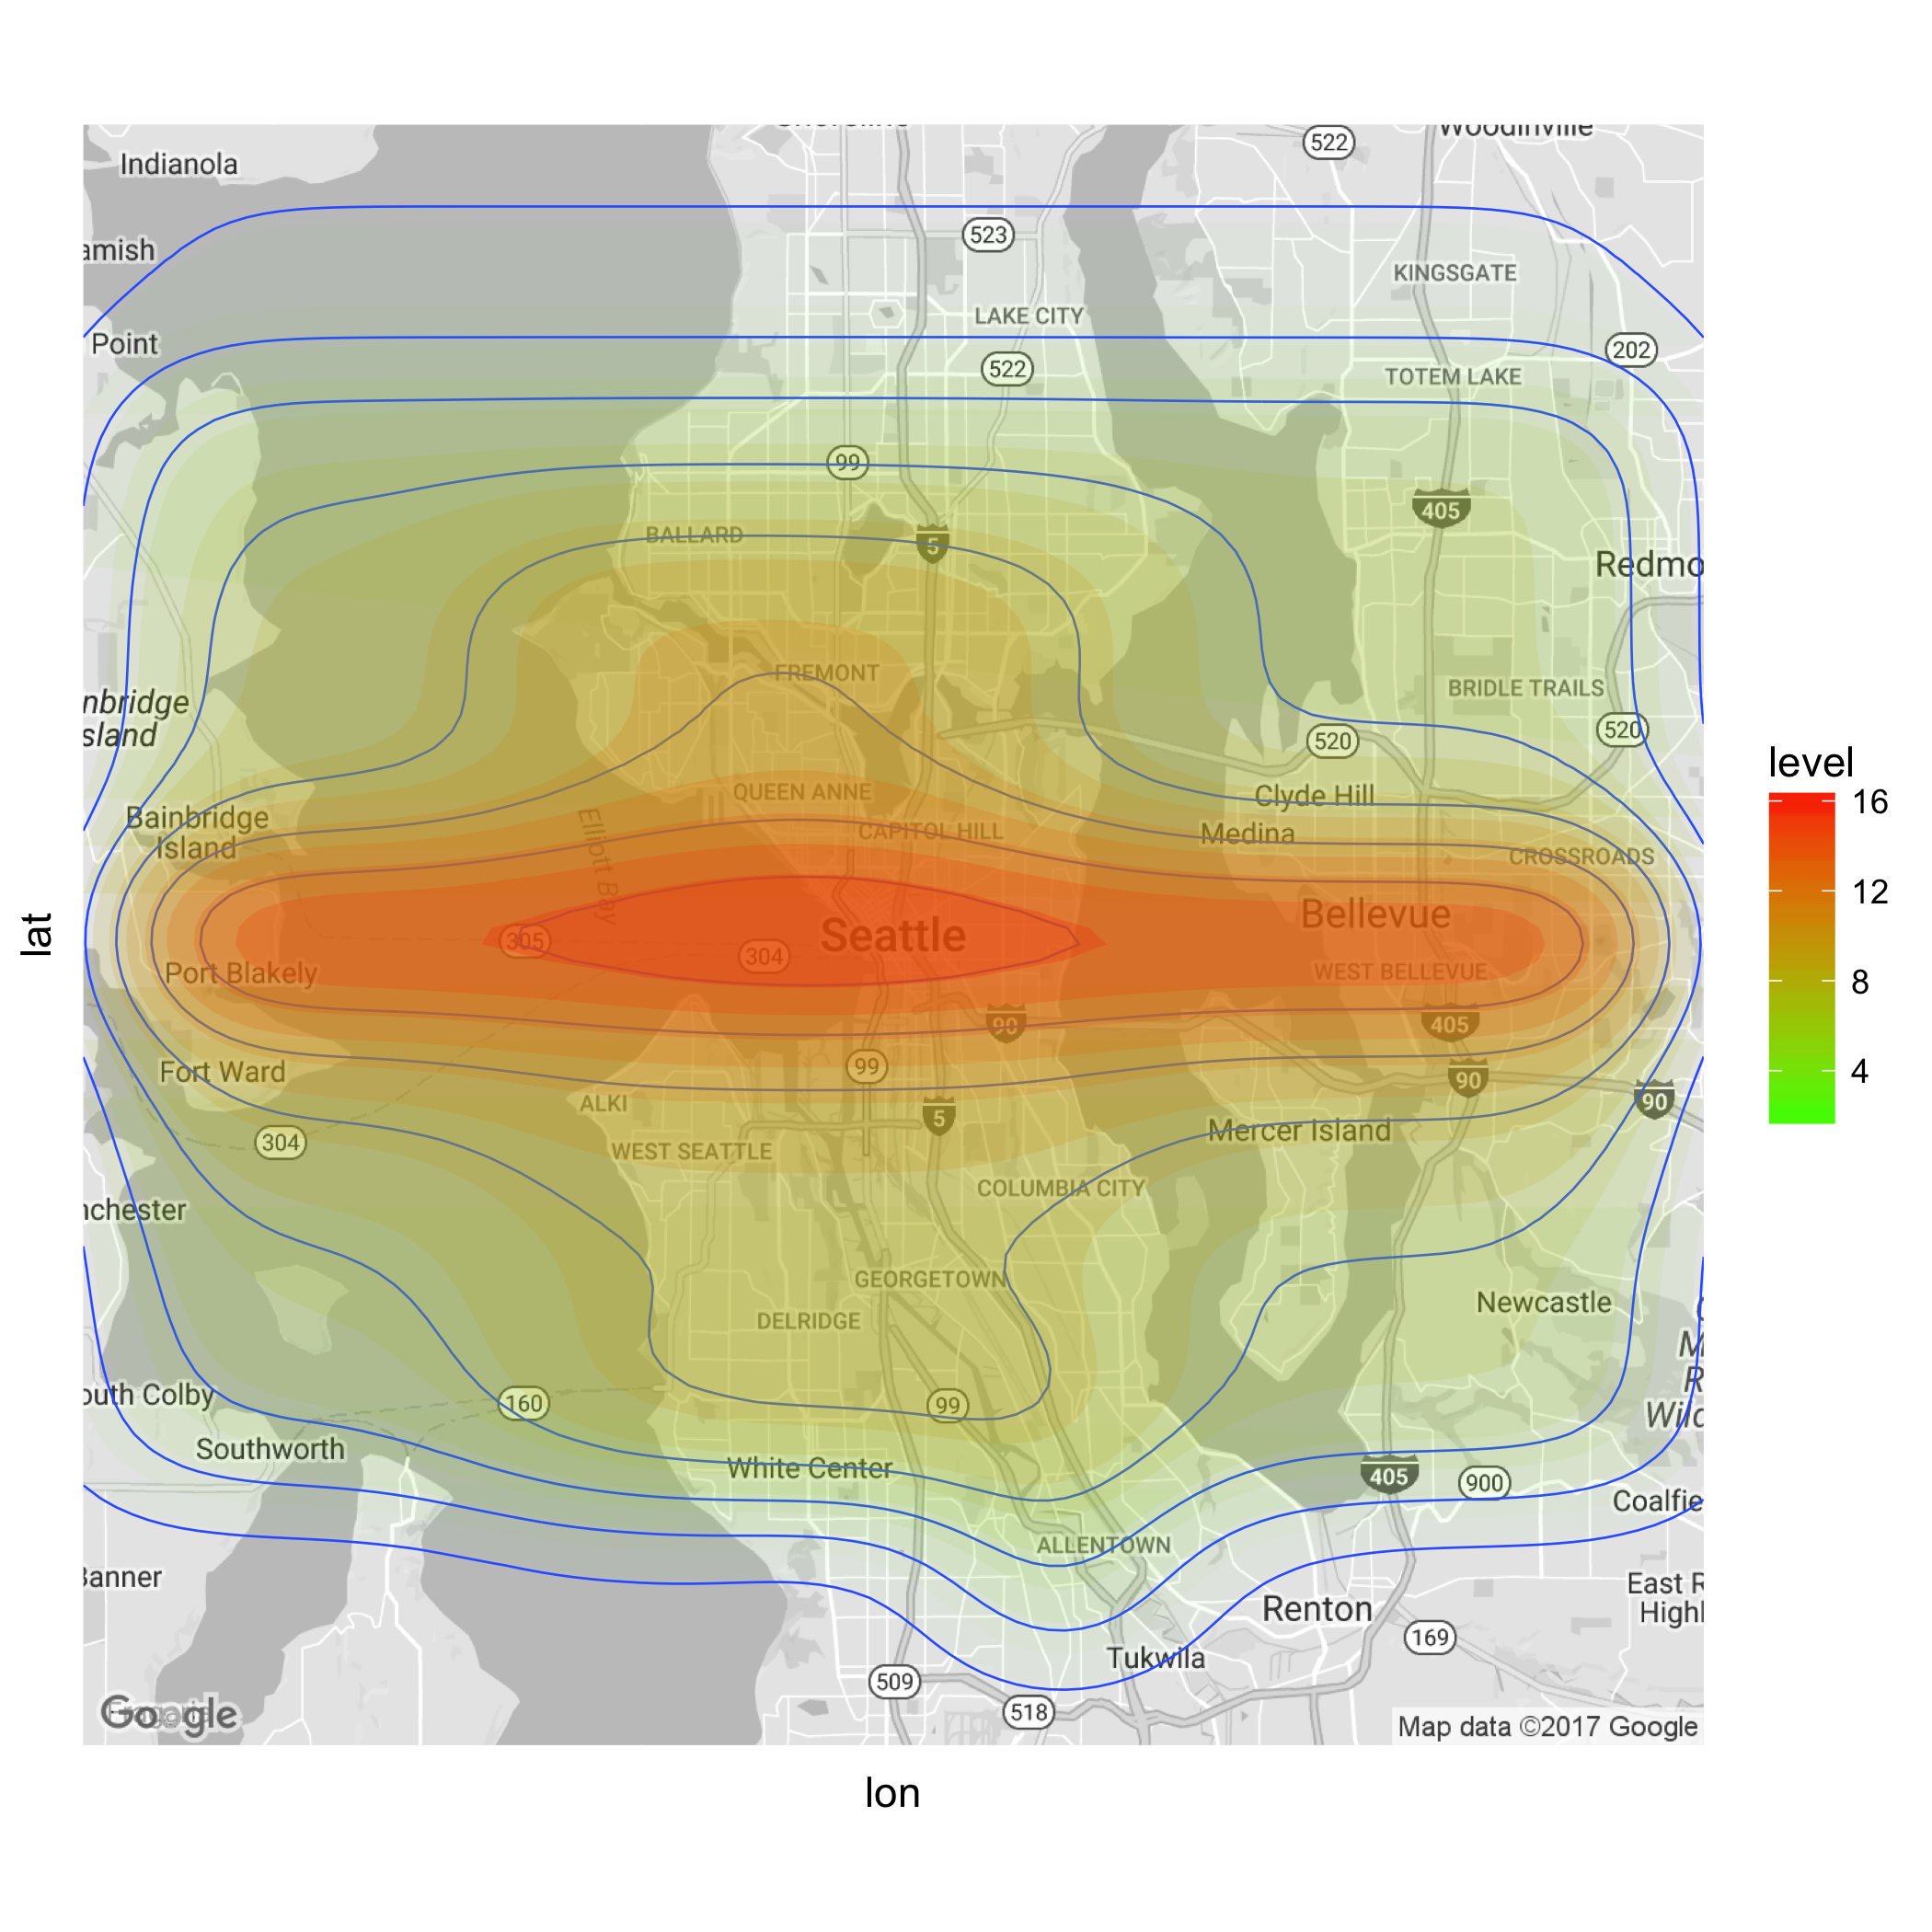 Woodinville
522
Indianola
523
amish
KINGSGATE
LAKE CITY
Point
202
522
TOTEM LAKE
99
405
BALLARD
5
Redmo
FREMONT
BRIDLE TRAILS
nbridge
sland
520
520
QUEEN ANNE
Clyde Hill
Bainbridge
Island
CAPITOL HILL
Medina
CROSSROADS
Elliott Bay
level
16
12
8
4
Bellevue
Seattle
305
304
lat
Port Blakely
WEST BELLEVUE
90
405
99
Fort Ward
90
90
ALKI
5
304
WEST SEATTLE
Mercer Island
COLUMBIA CITY
nchester
GEORGETOWN
Newcastle
DELRIDGE
M
R
Wild
outh Colby
160
99
Southworth
White Center
405
900
Coalfie
ALLENTOWN
Banner
East R
Highl
Renton
169
Tukwila
509
518
Google
Map data ©2017 Google
lon